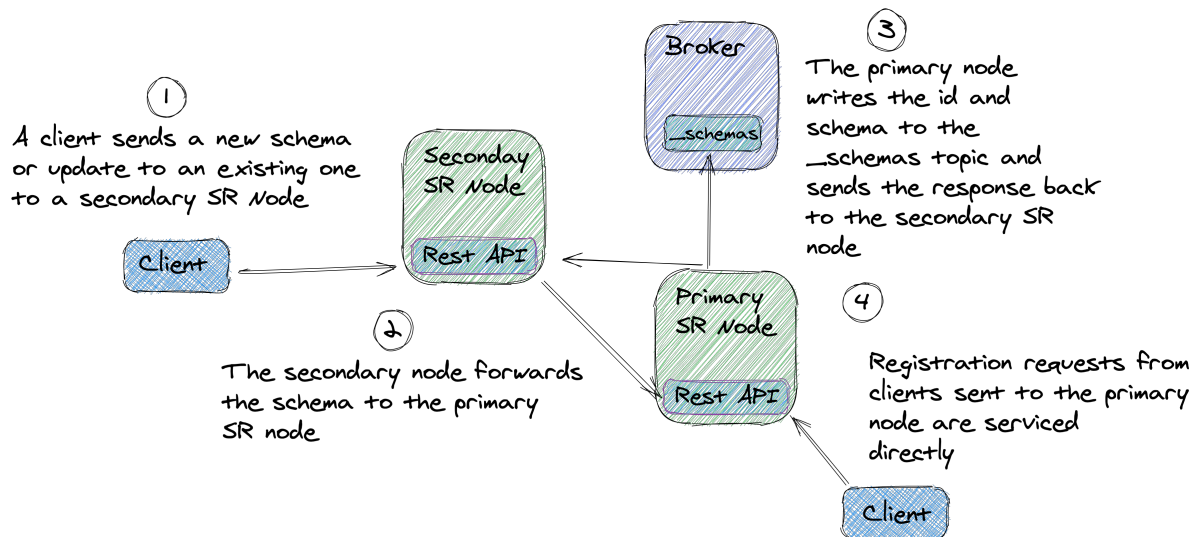 1
A client sends a new schema
or update to an existing one
to a secondary SR Node
Client
Seconday
SR Node
Rest API
2
The secondary node forwards
the schema to the primary
SR node
Broker
_schemas
3
The primary node
writes the id and
schema to the
_schemas topic and
sends the response back
to the secondary SR
node
Primary
SR Node
Rest API
4
Registration requests from
clients sent to the primary
node are serviced
directly
Client